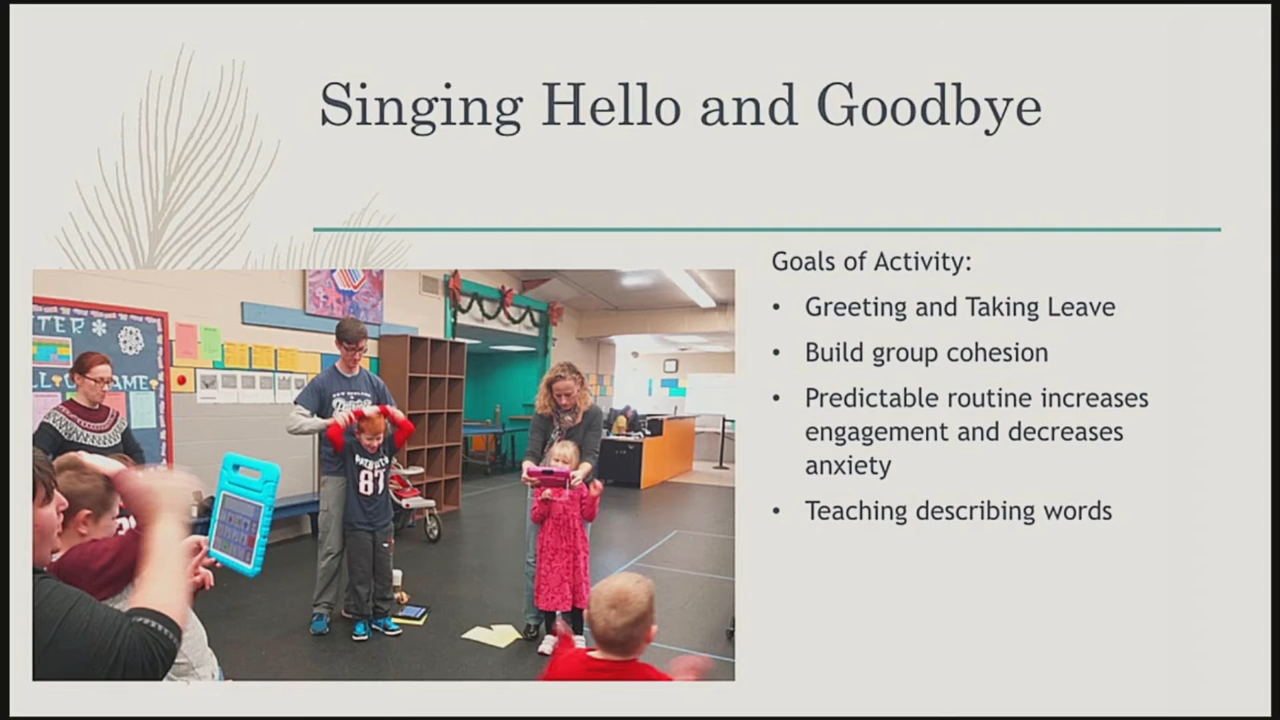 Singing Hello and Goodbye
Goals of Activity:
• Greeting and Taking Leave
• Build group cohesion
• Predictable routine increases
engagement and decreases
anxiety
• Teaching describing words
PATRIOTS
87